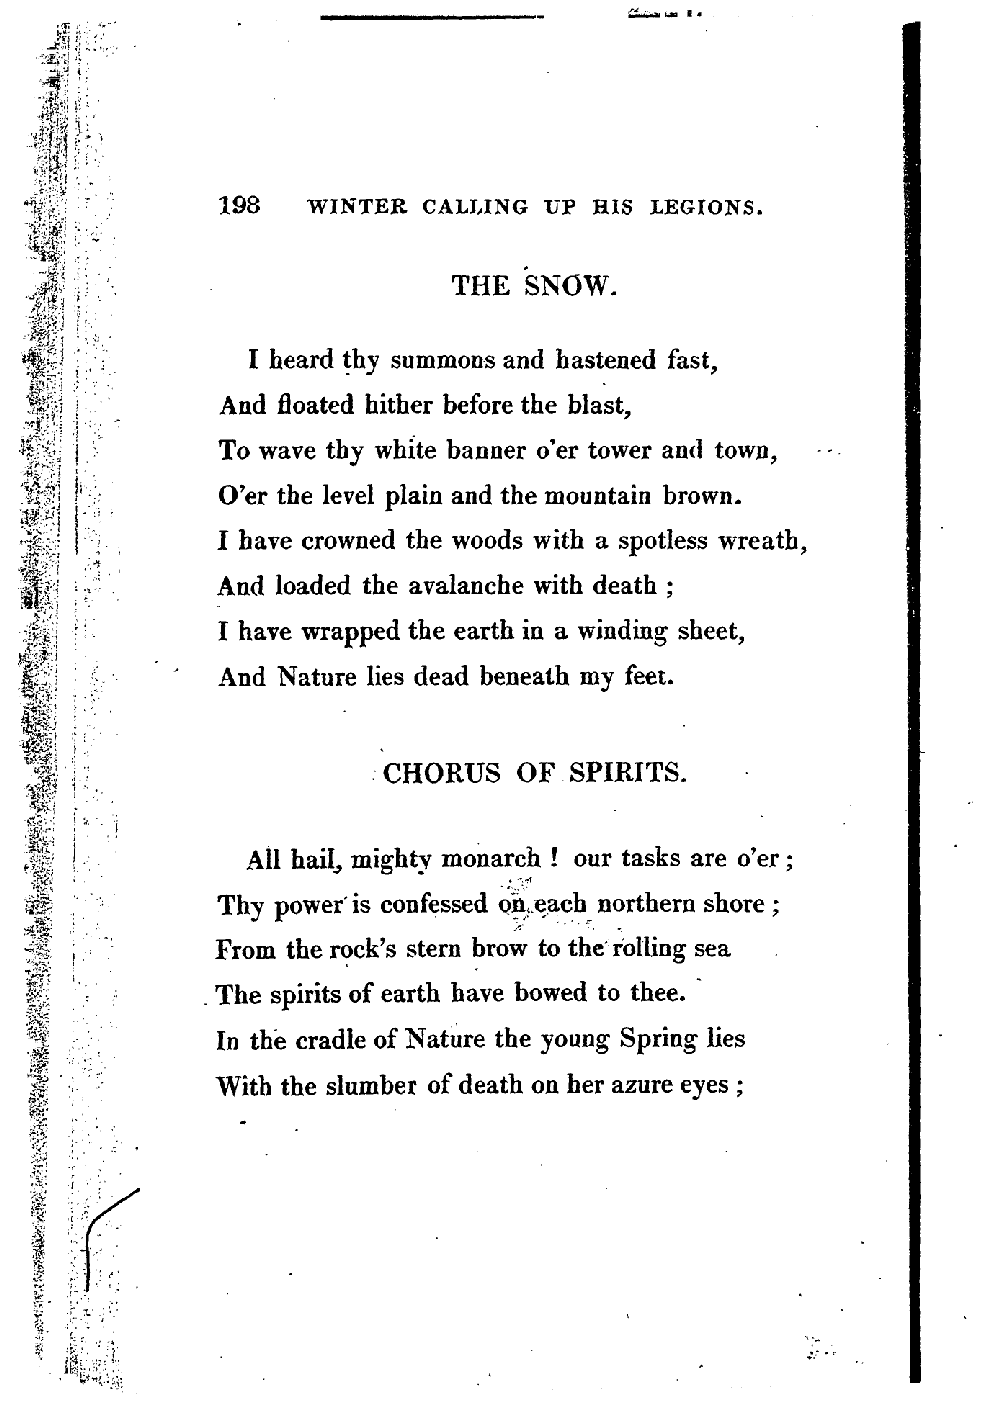 198 WINTER CALLING UP HIS LEGIONS.
THE SNOW.
I heard thy summons and hastened fast,
And floated hither before the blast,
To wave thy white banner o'er tower and town,
O'er the level plain and the mountain brown.
I have crowned the woods with a spotless wreath,
And loaded the avalanche with death ;
I have wrapped the earth in a winding sheet,
And Nature lies dead beneath my feet.
CHORUS OF SPIRITS.
All hail, mighty monarch ! our tasks are o'er ;
Thy power is confessed on each northern shore ;
From the rock's stern brow to the rolling sea
The spirits of earth have bowed to thee.
In the cradle of Nature the young Spring lies
With the slumber of death on her azure eyes ;